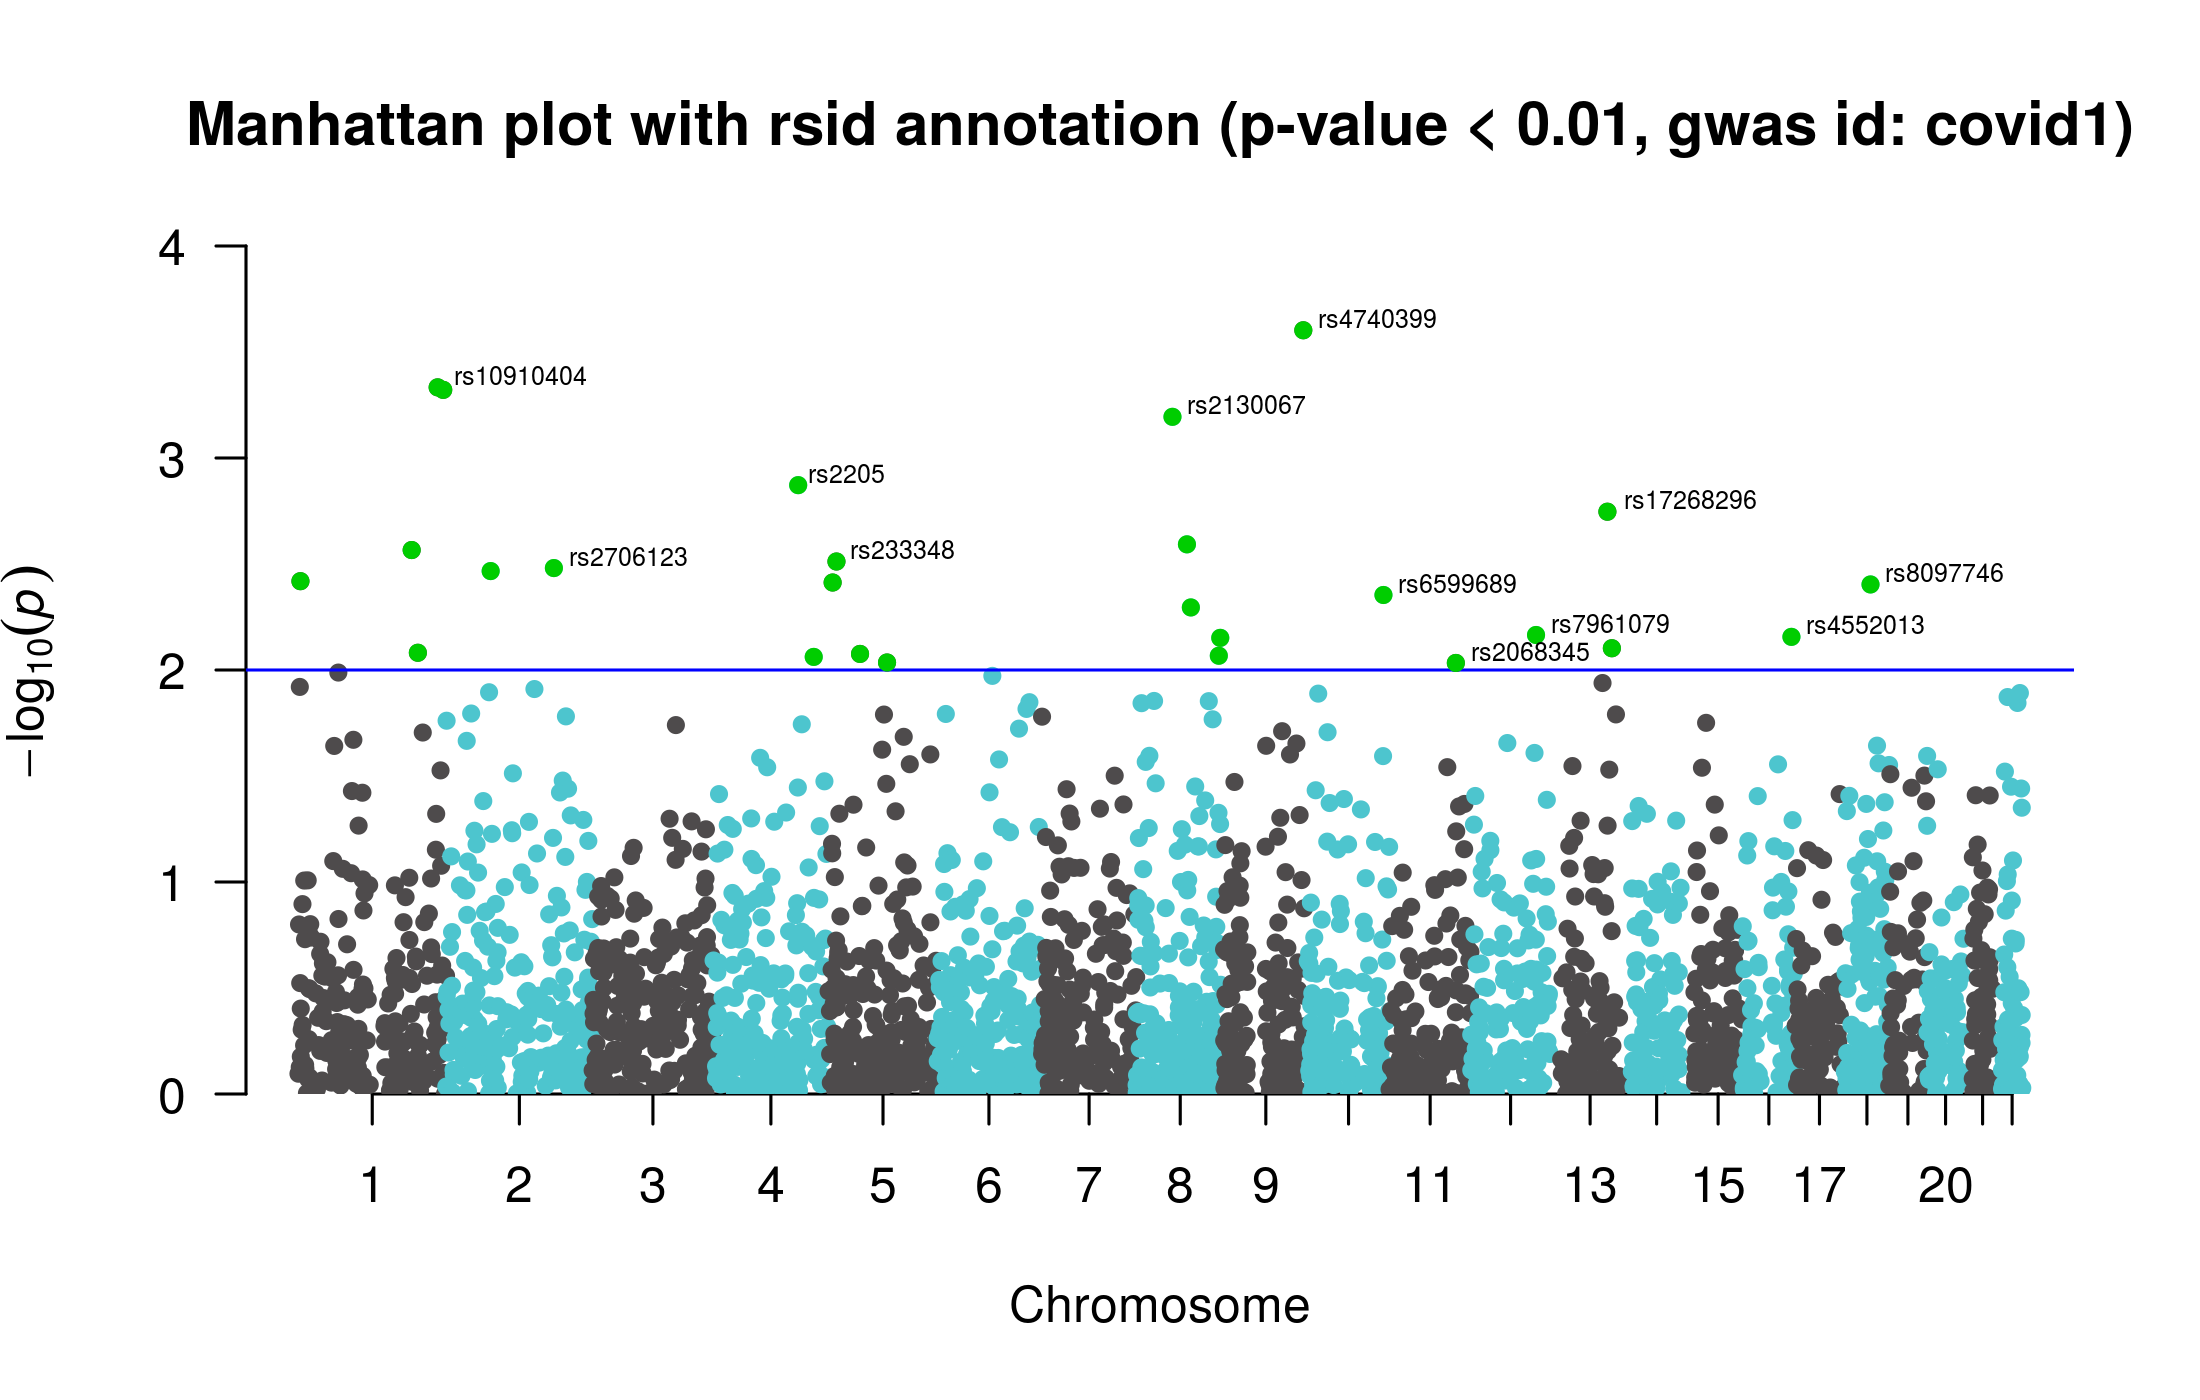 Manhattan plot with rsid annotation (p-value < 0.01, gwas id: covid1)
4
rs4740399
rs10910404
rs2130067
3
rs2205
rs17268296
rs233348
rs2706123
rs8097746
rs6599689
rs7961079
rs4552013
rs2068345
2
−log10(p)
1
0
1 2 3 4 5 6 7 8 9 11 13 15 17 20
Chromosome